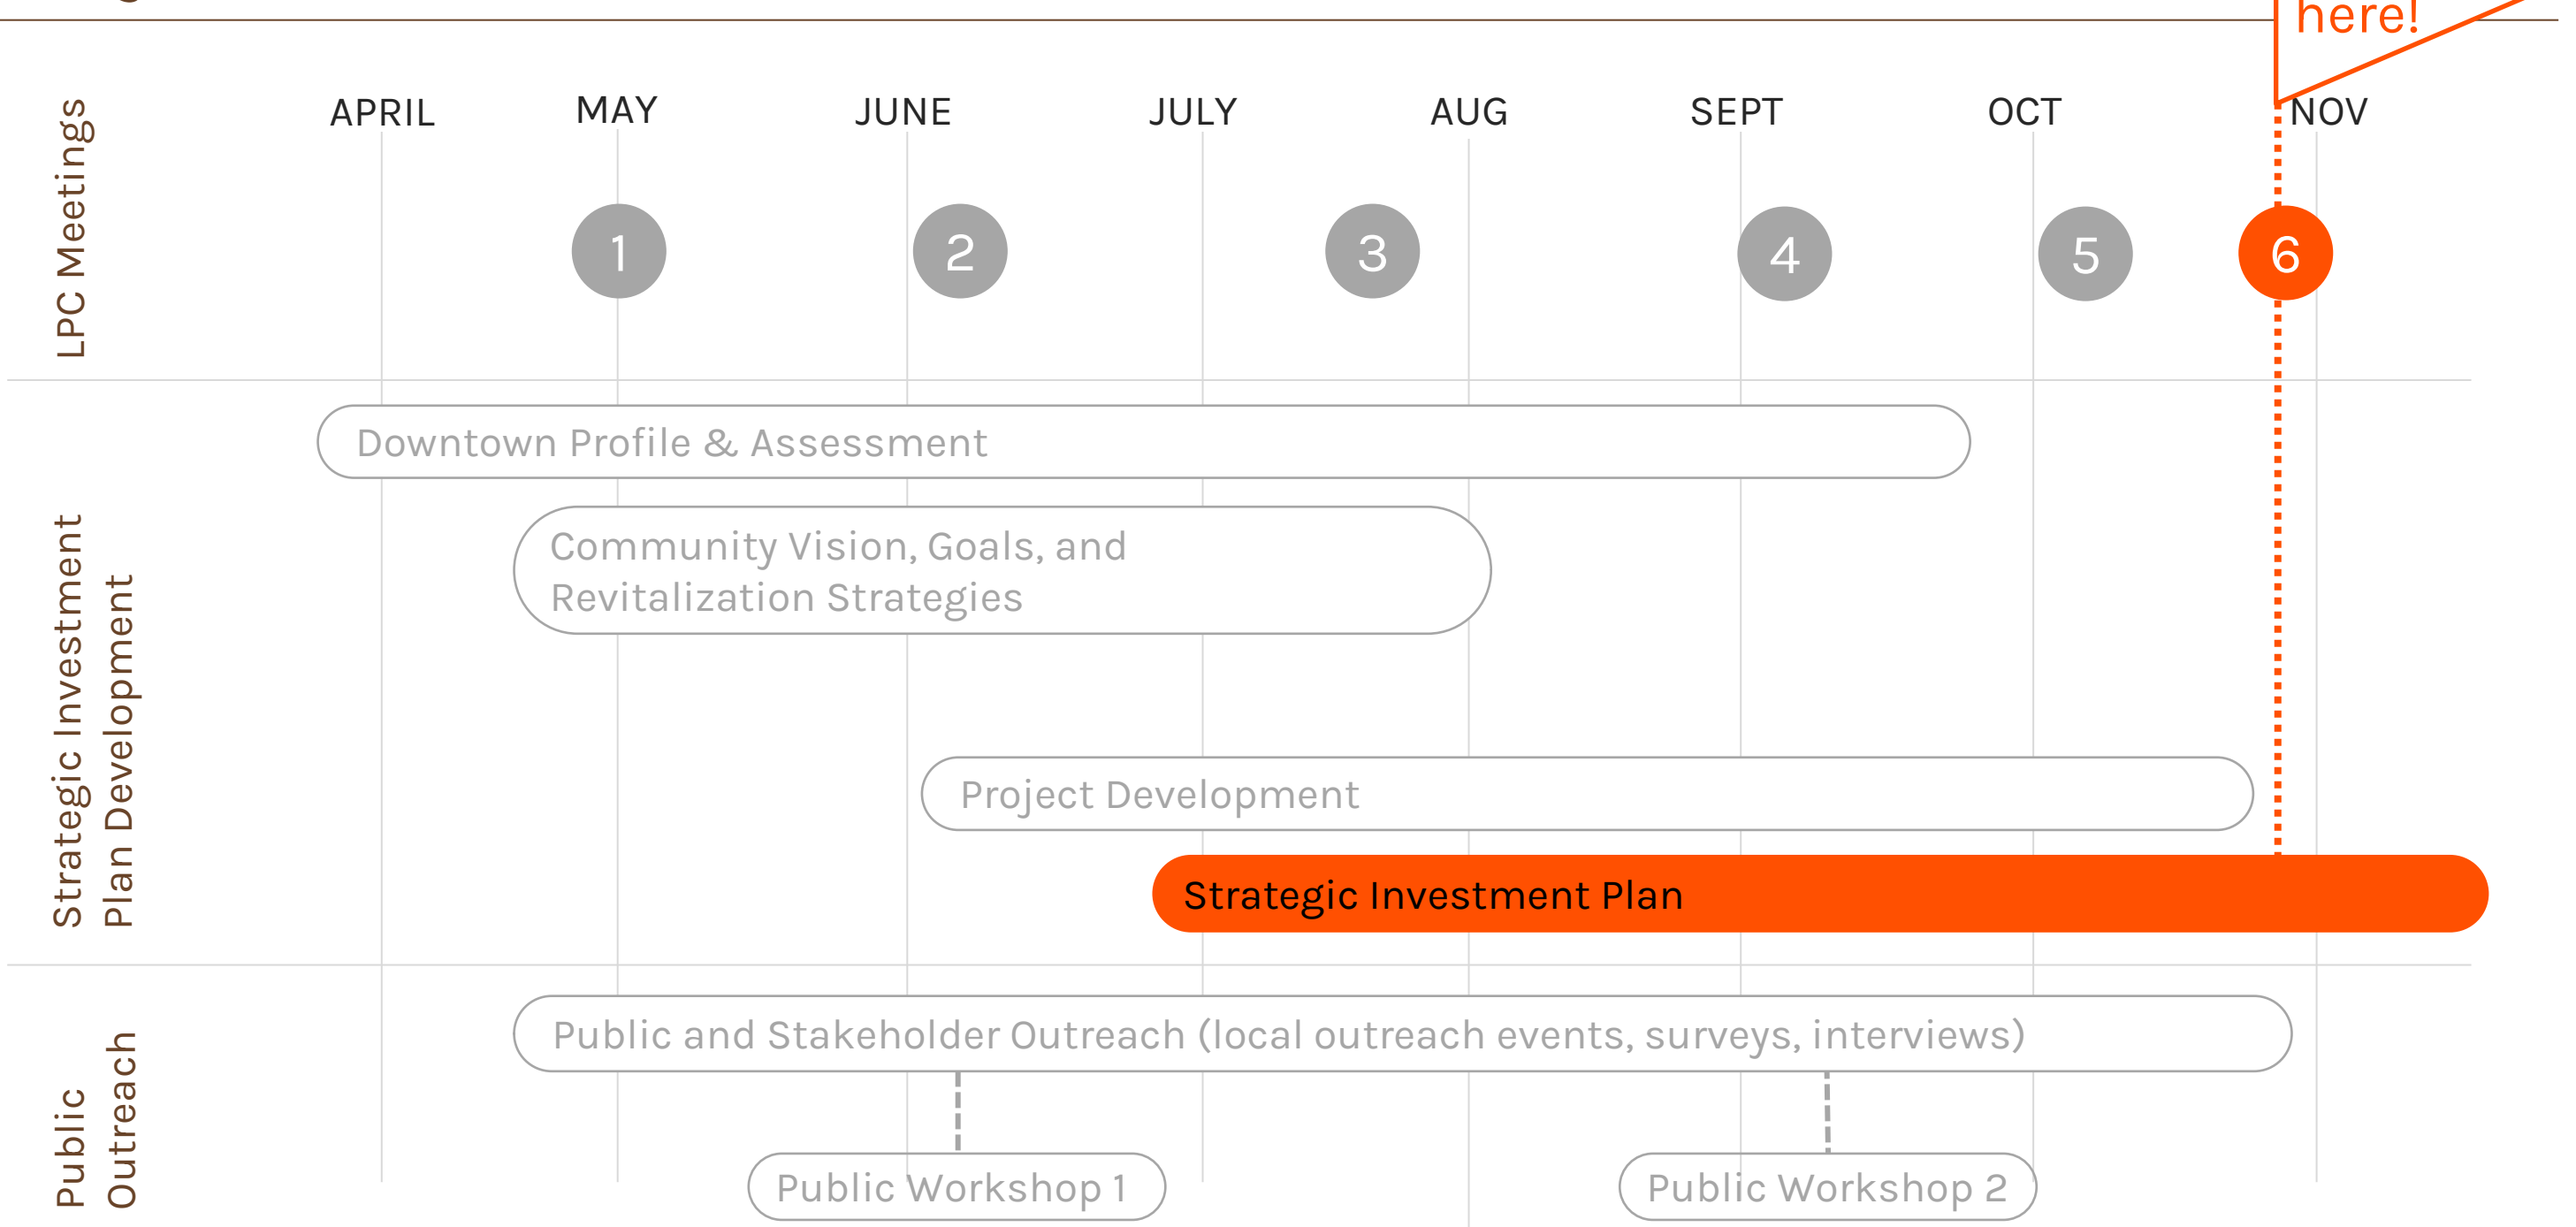 here!
APRIL MAY JUNE JULY AUG SEPT OCT NOV
LPC Meetings
1 2 3 4 5 6
Strategic Investment
Plan Development
Downtown Profile & Assessment
Community Vision, Goals, and
Revitalization Strategies
Project Development
Strategic Investment Plan
Public
Outreach
Public and Stakeholder Outreach (local outreach events, surveys, interviews)
Public Workshop 1
Public Workshop 2